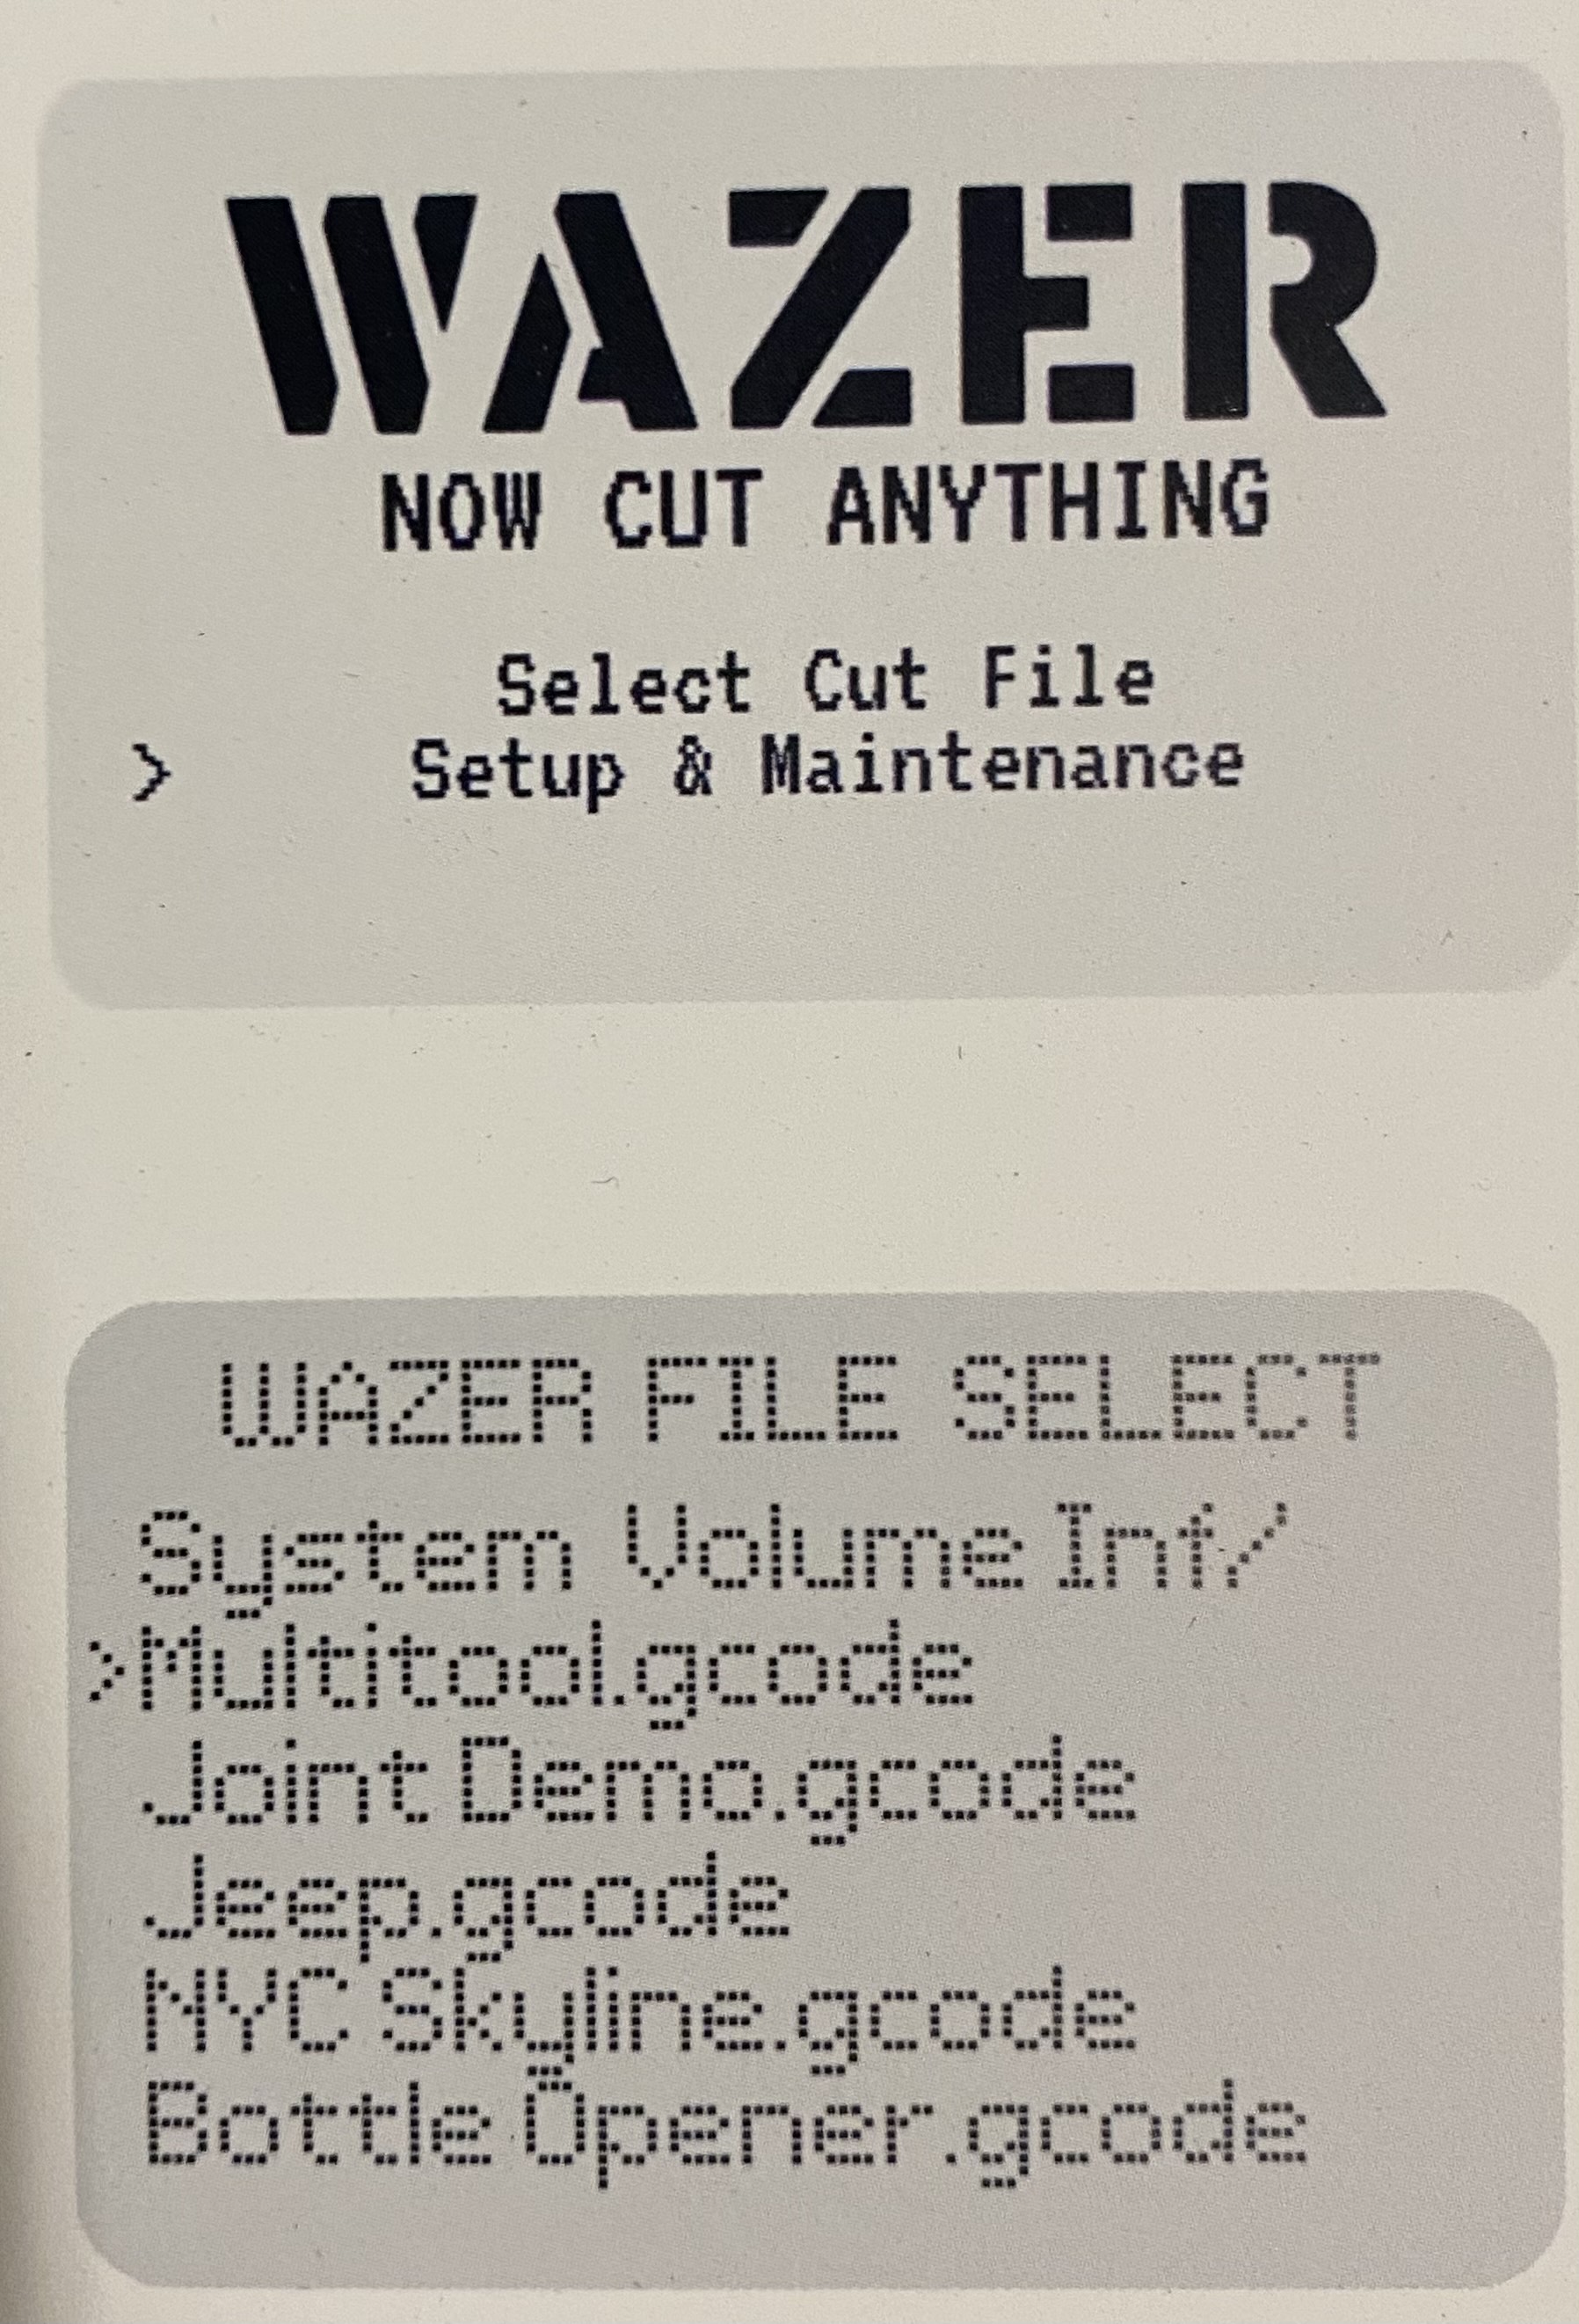 WAZER
NOW CUT ANYTHING
Select Cut File
> Setup & Maintenance
WAZER FILE SELECT
System Volume Inf/
>Multitool.gcode
Joint Demo.gcode
Jeep.gcode
NYC Skyline.gcode
Bottle Opener.gcode